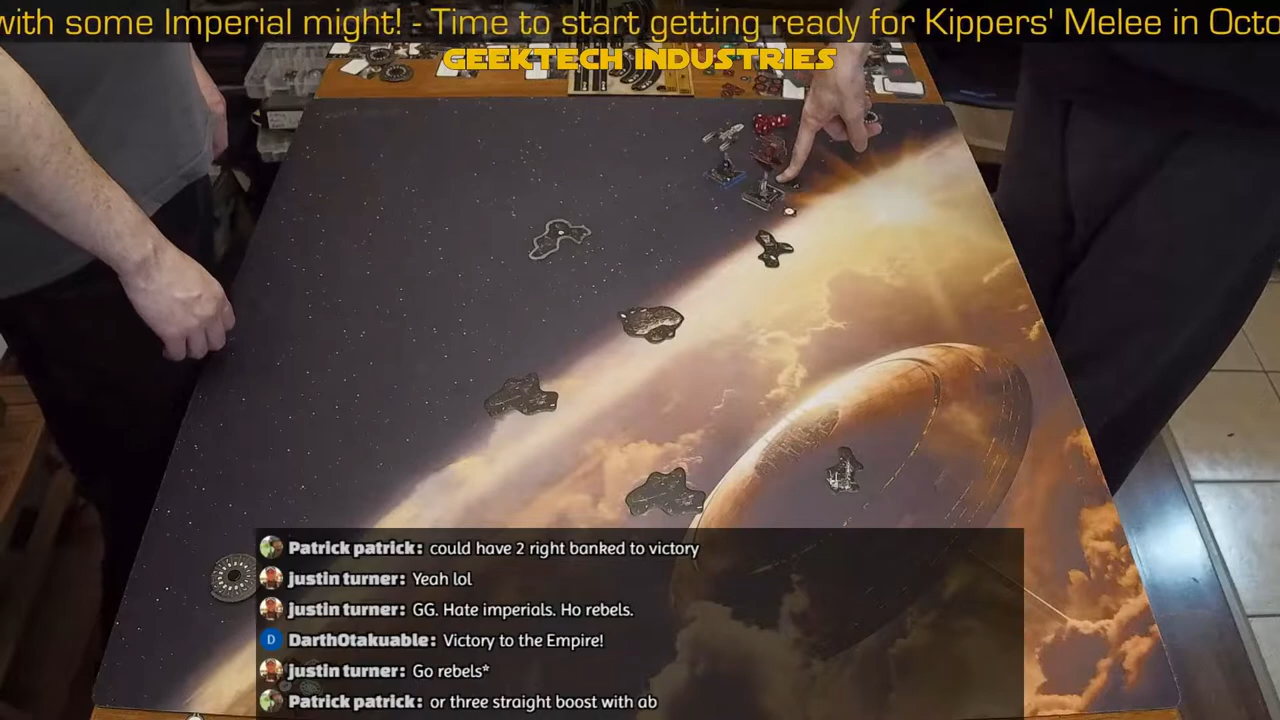 with some Imperial might! - Time to start getting ready for Kippers' Melee in Octo
GEEKTECH INDUSTRIES
Patrick patrick: could have 2 right banked to victory
justin turner: Yeah lol
justin turner: GG. Hate imperials. Ho rebels.
D DarthOtakuable: Victory to the Empire!
justin turner: Go rebels*
Patrick patrick: or three straight boost with ab